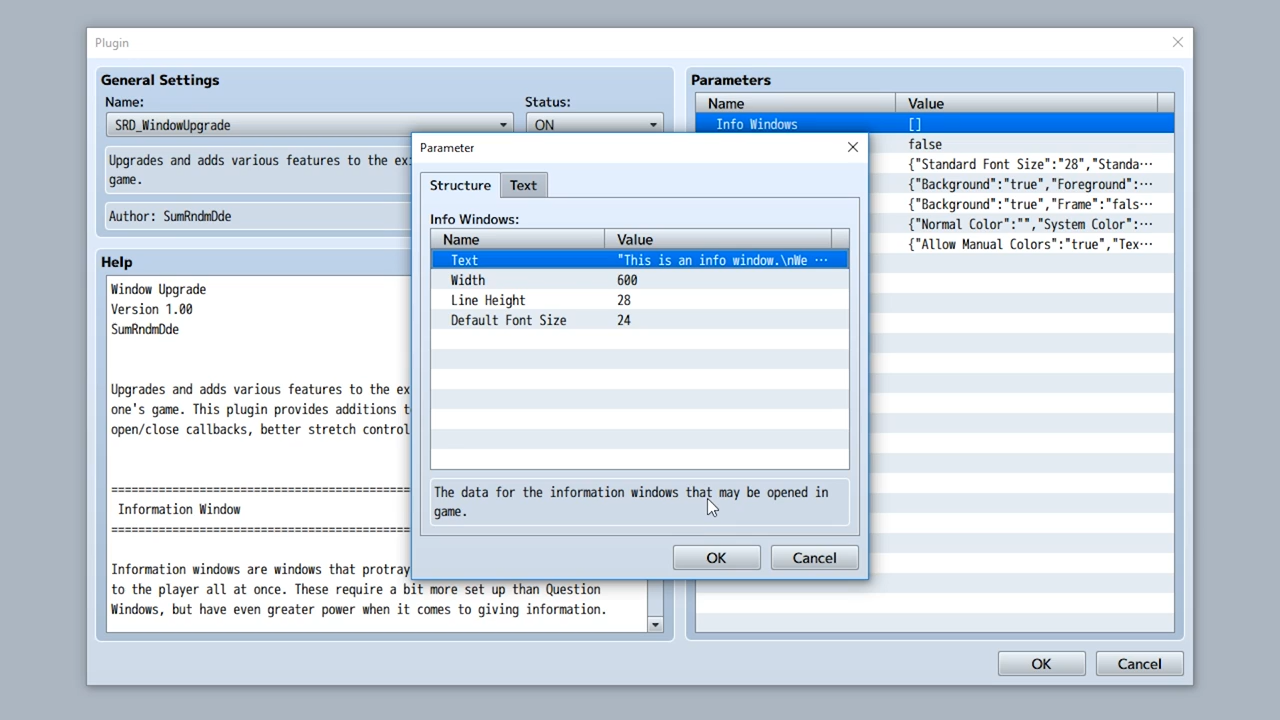 Plugin
General Settings
Name:
Status:
SRD_WindowUpgrade
ON
Upgrades and adds various features to the
game.
Author: SumRndmDde
Help
Window Upgrade
Version 1.00
SumRndmDde
Upgrades and adds various features to the
one's game. This plugin provides additions
open/close callbacks, better stretch
==========================================
Information Window
==========================================
Information windows are windows that protray
to the player all at once. These require a bit more set up than Question
Windows, but have even greater power when it comes to giving information.
Parameters
Name Value
Info Windows []
false
{"Standard Font Size":"28","Standa···
{"Background":"true","Foreground":···
{"Background":"true","Frame":"fals···
{"Normal Color":"","System Color":···
{"Allow Manual Colors":"true","Tex···
Parameter
Structure Text
Info Windows:
Name Value
Text "This is an info window.\nWe ···
Width 600
Line Height 28
Default Font Size 24
The data for the information windows that may be opened in
game.
OK Cancel
OK Cancel